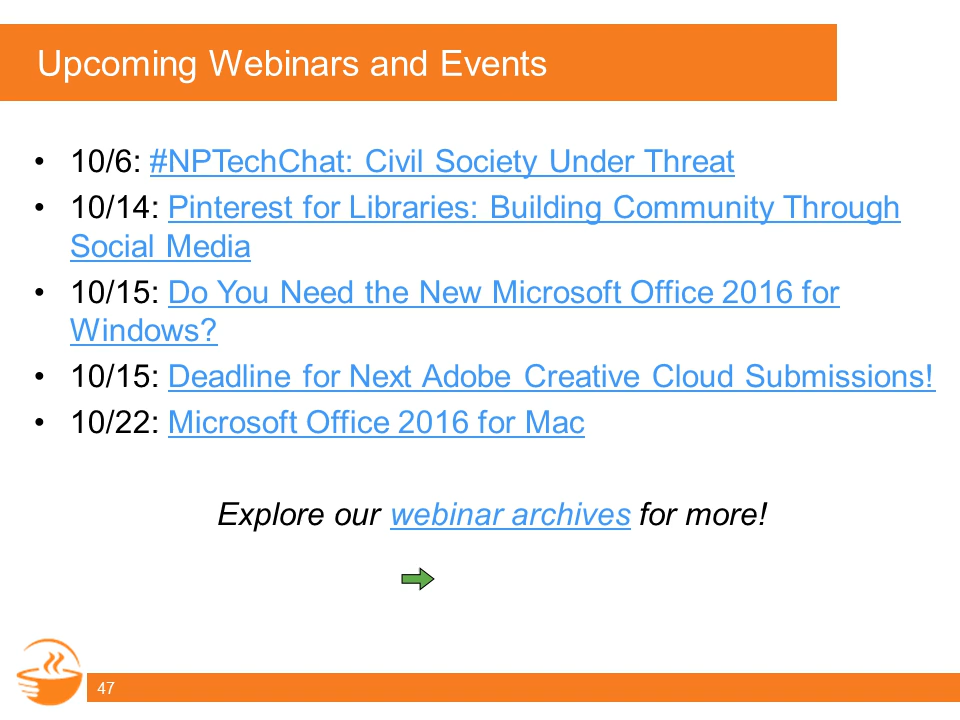 Upcoming Webinars and Events
• 10/6: #NPTechChat: Civil Society Under Threat
• 10/14: Pinterest for Libraries: Building Community Through
Social Media
• 10/15: Do You Need the New Microsoft Office 2016 for
Windows?
• 10/15: Deadline for Next Adobe Creative Cloud Submissions!
• 10/22: Microsoft Office 2016 for Mac
Explore our webinar archives for more!
47